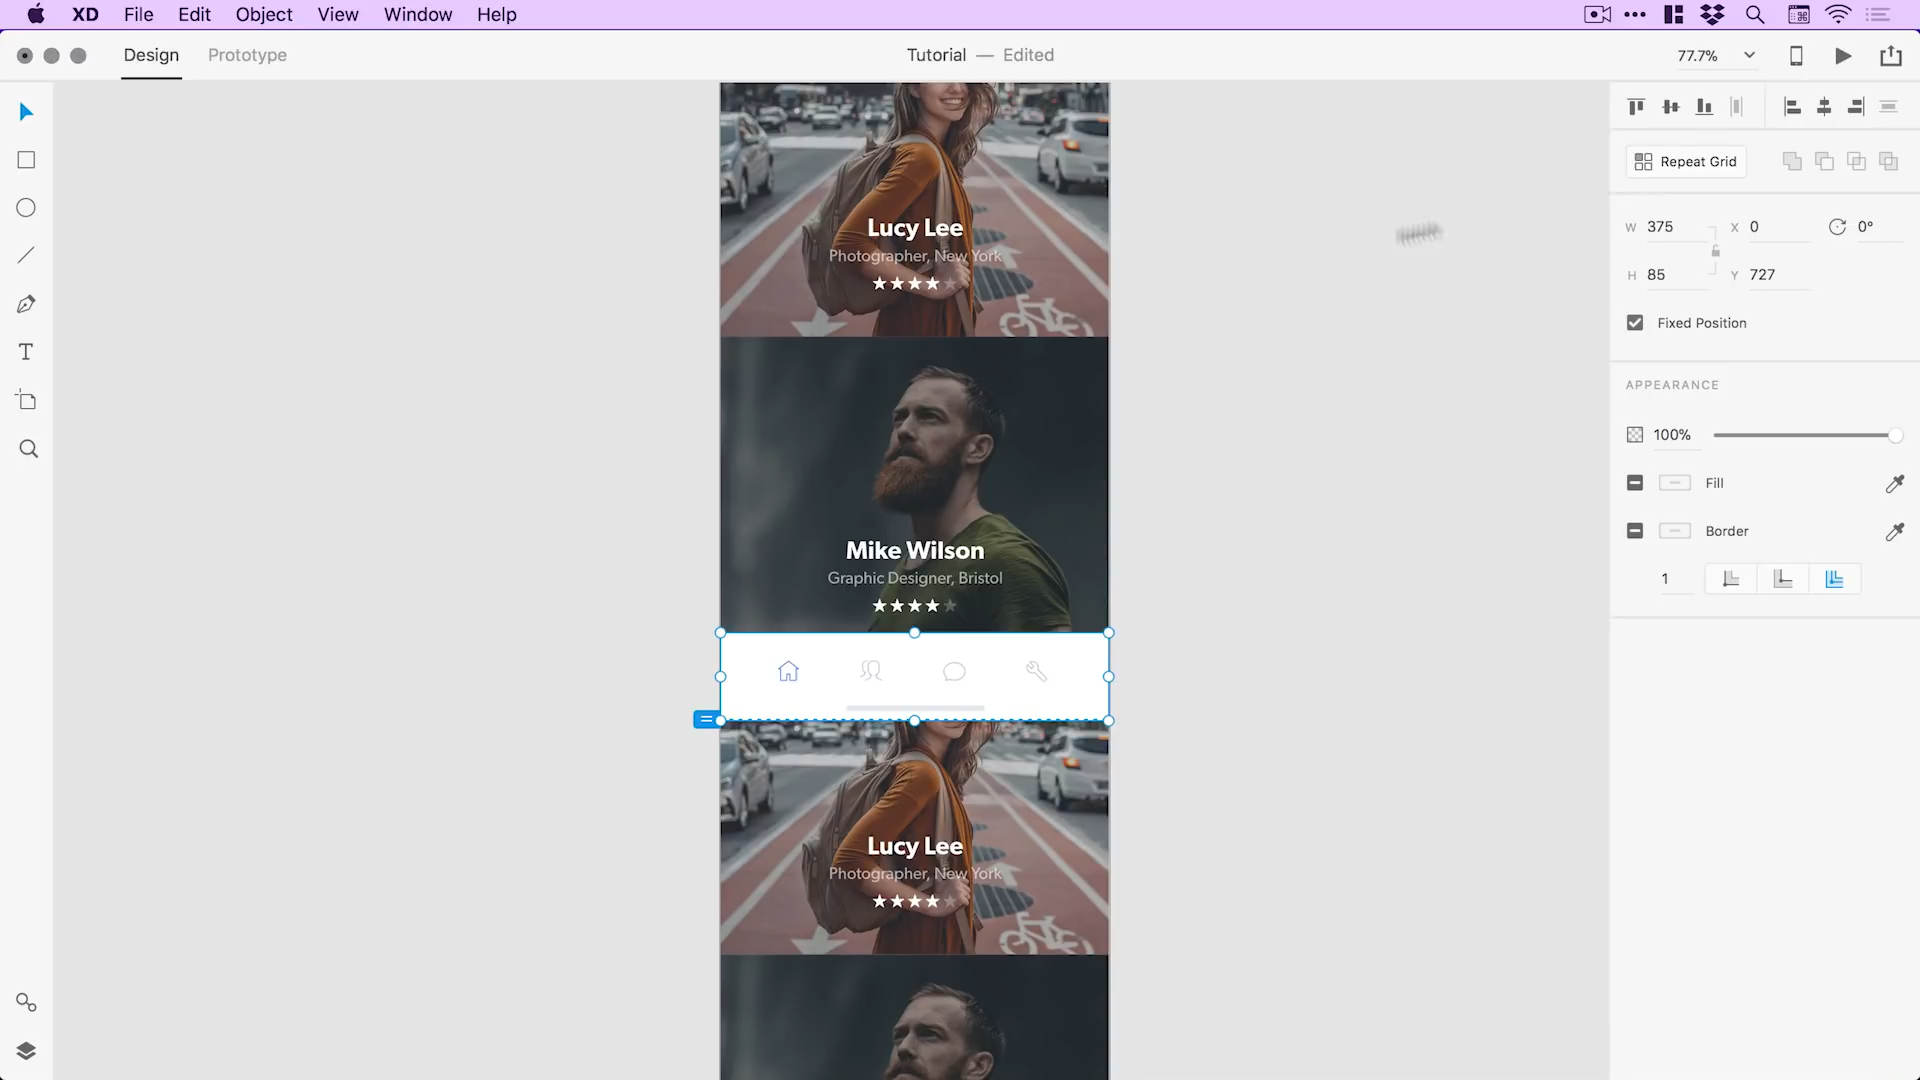 XD File Edit Object View Window Help
Design Prototype Tutorial — Edited 77.7%
Repeat Grid
W 375 X 0 0°
H 85 Y 727
Fixed Position
APPEARANCE
100%
Fill
Border
1
Lucy Lee
Photographer, New York
Mike Wilson
Graphic Designer, Bristol
Lucy Lee
Photographer, New York